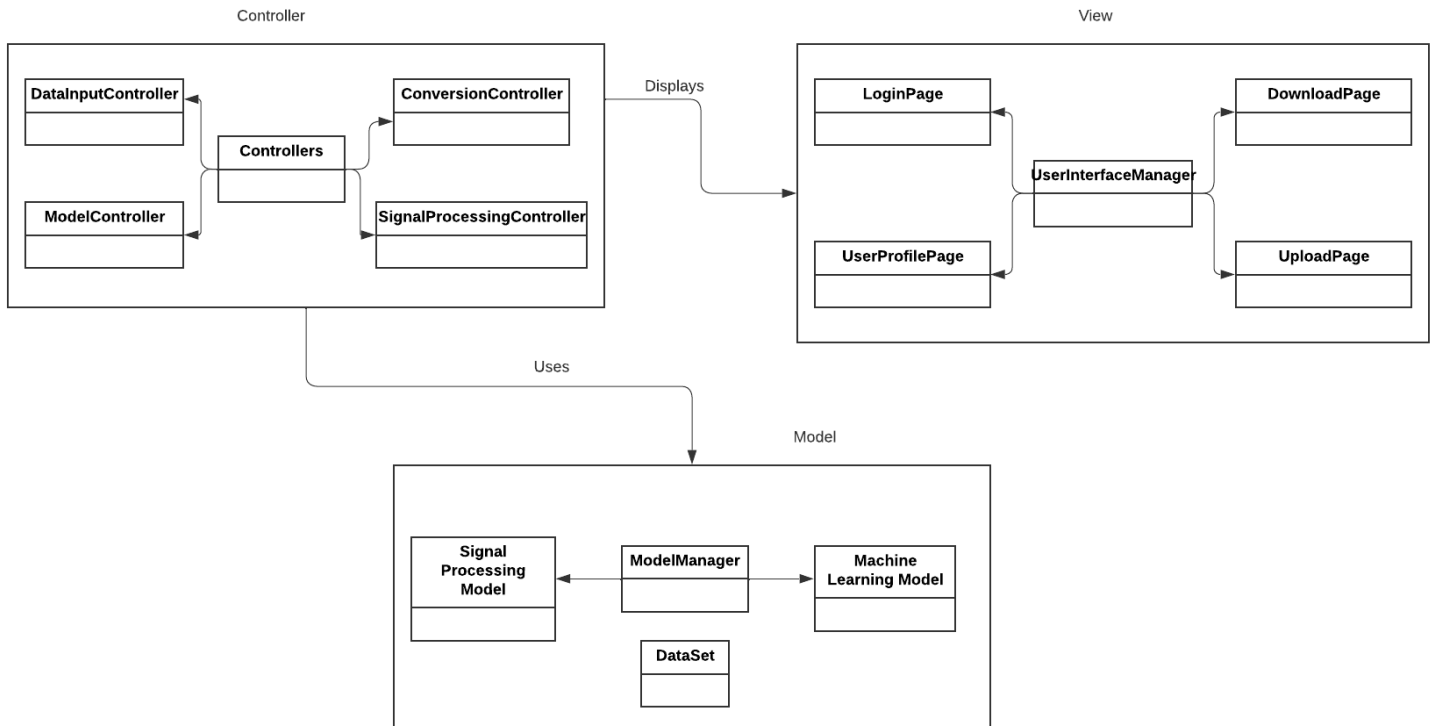 Controller
View
DataInputController
ConversionController
Controllers
ModelController
SignalProcessingController
Displays
LoginPage
DownloadPage
UserInterfaceManager
UserProfilePage
UploadPage
Uses
Model
Signal
Processing
Model
ModelManager
Machine
Learning Model
DataSet